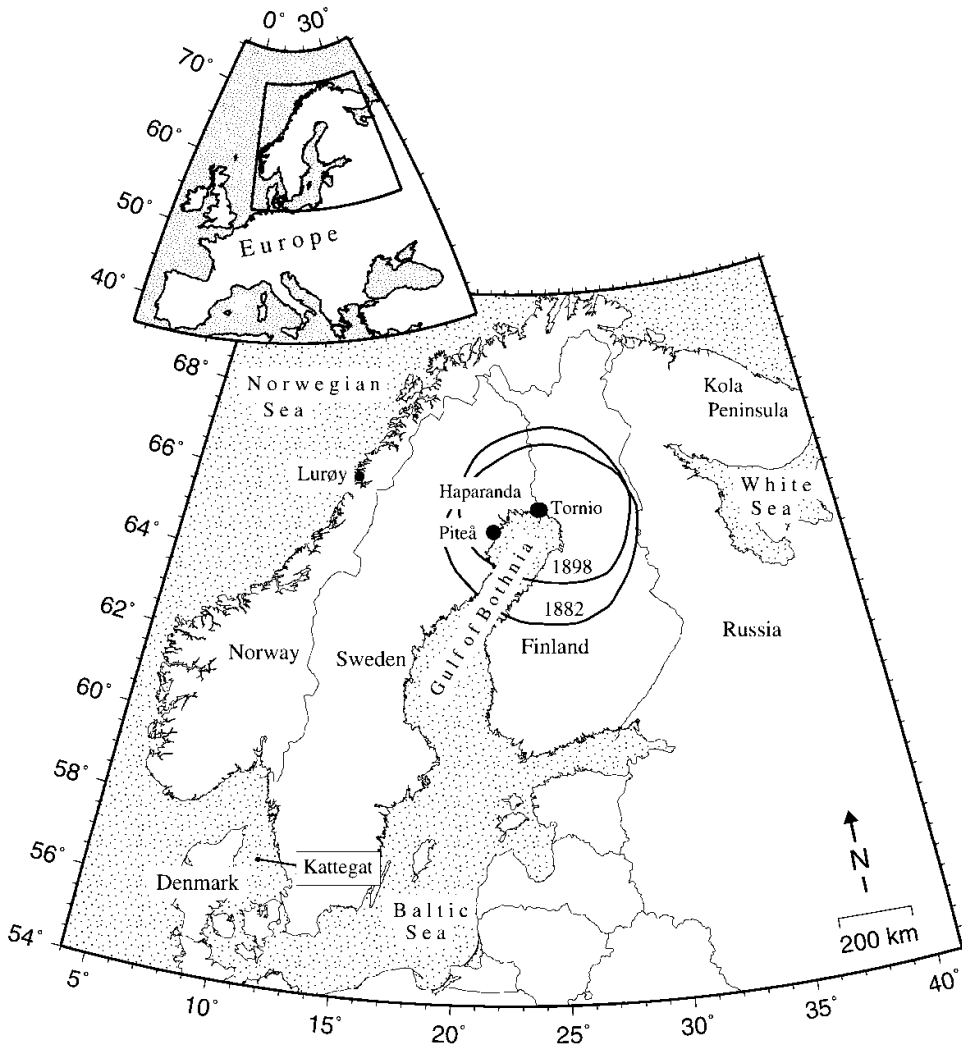 0° 30°
70°
60°
50°
40°
Europe
68°
66°
64°
62°
60°
58°
56°
54°
Norwegian
Sea
Kola
Peninsula
White
Sea
Lurøy
Haparanda
Tornio
Piteå
1898
1882
Gulf of Bothnia
Norway
Sweden
Finland
Russia
Kattegat
Denmark
Baltic
Sea
N
200 km
5°
10°
15°
20°
25°
30°
35°
40°